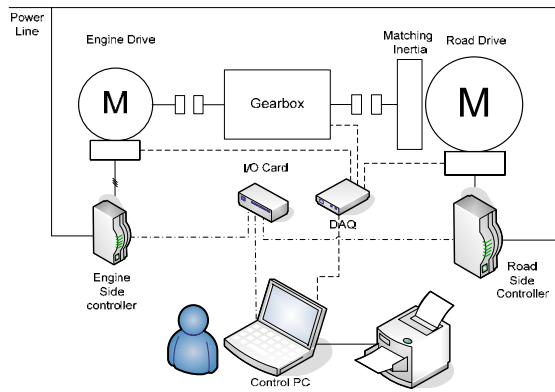 Power
Line
Engine Drive
Matching
Inertia
Road Drive
M
Gearbox
M
I/O Card
DAQ
Engine
Side
controller
Road
Side
Controller
Control PC